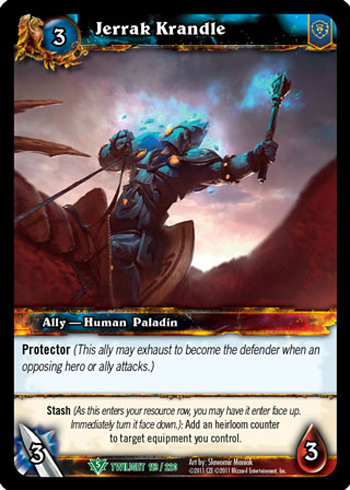 3 Jerrak Krandle
Ally — Human Paladin
Protector (This ally may exhaust to become the defender when an
opposing hero or ally attacks.)
Stash (As this enters your resource row, you may have it enter face up.
Immediately turn it face down.): Add an heirloom counter
to target equipment you control.
3
TWILIGHT 113 / 220
Art by: Slawomir Maniak
©2011 CZE ©2011 Blizzard Entertainment, Inc.
3